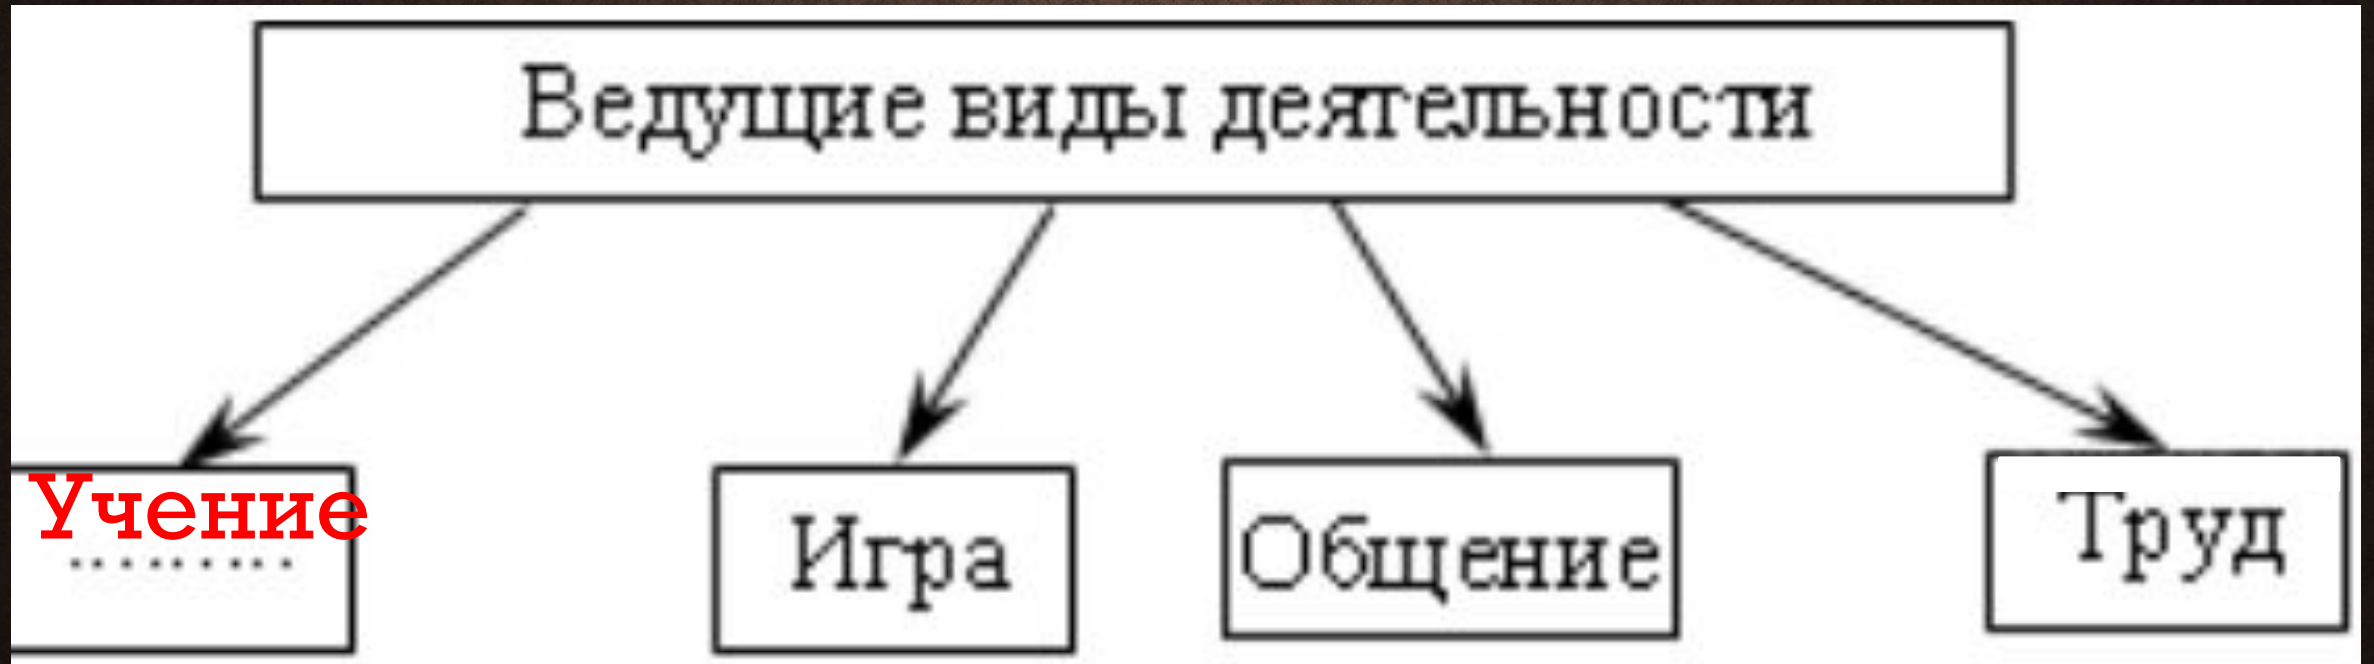 Ведущие виды деятельности
Учение
..........
Игра
Общение
Труд